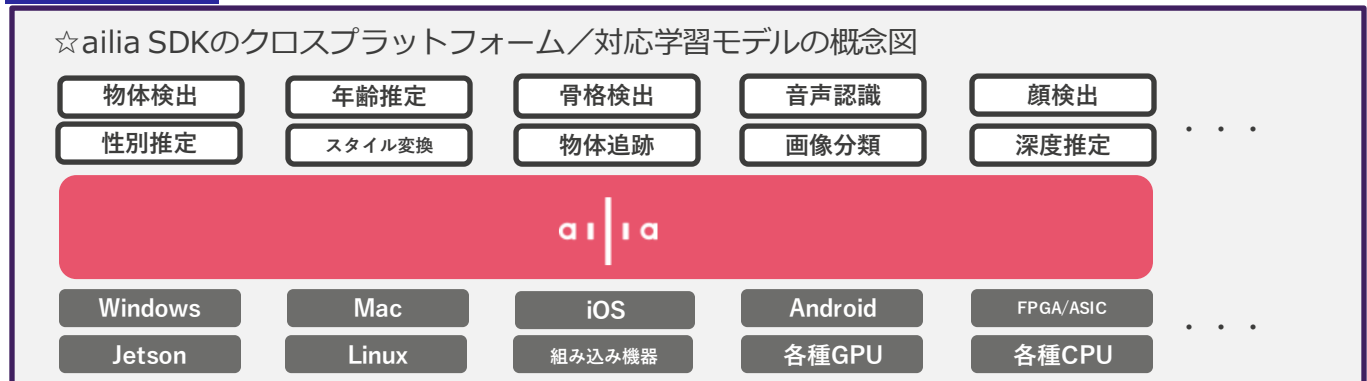 ☆ailia SDKのクロスプラットフォーム／対応学習モデルの概念図
物体検出 年齢推定 骨格検出 音声認識 顔検出
性別推定 スタイル変換 物体追跡 画像分類 深度推定 ・・・
ailia
Windows Mac iOS Android FPGA/ASIC
Jetson Linux 組み込み機器 各種GPU 各種CPU ・・・